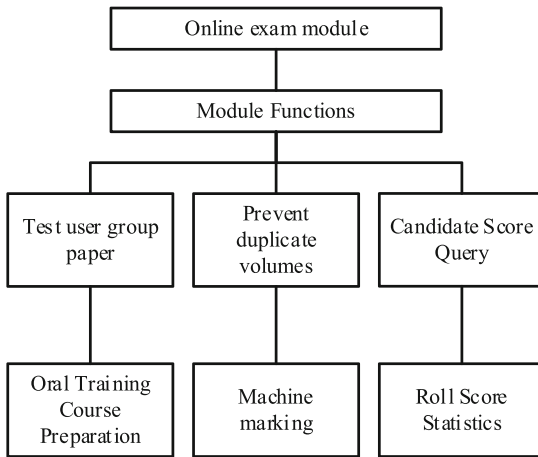 Online exam module
Module Functions
Test user group
paper
Prevent
duplicate
volumes
Candidate Score
Query
Oral Training
Course
Preparation
Machine
marking
Roll Score
Statistics